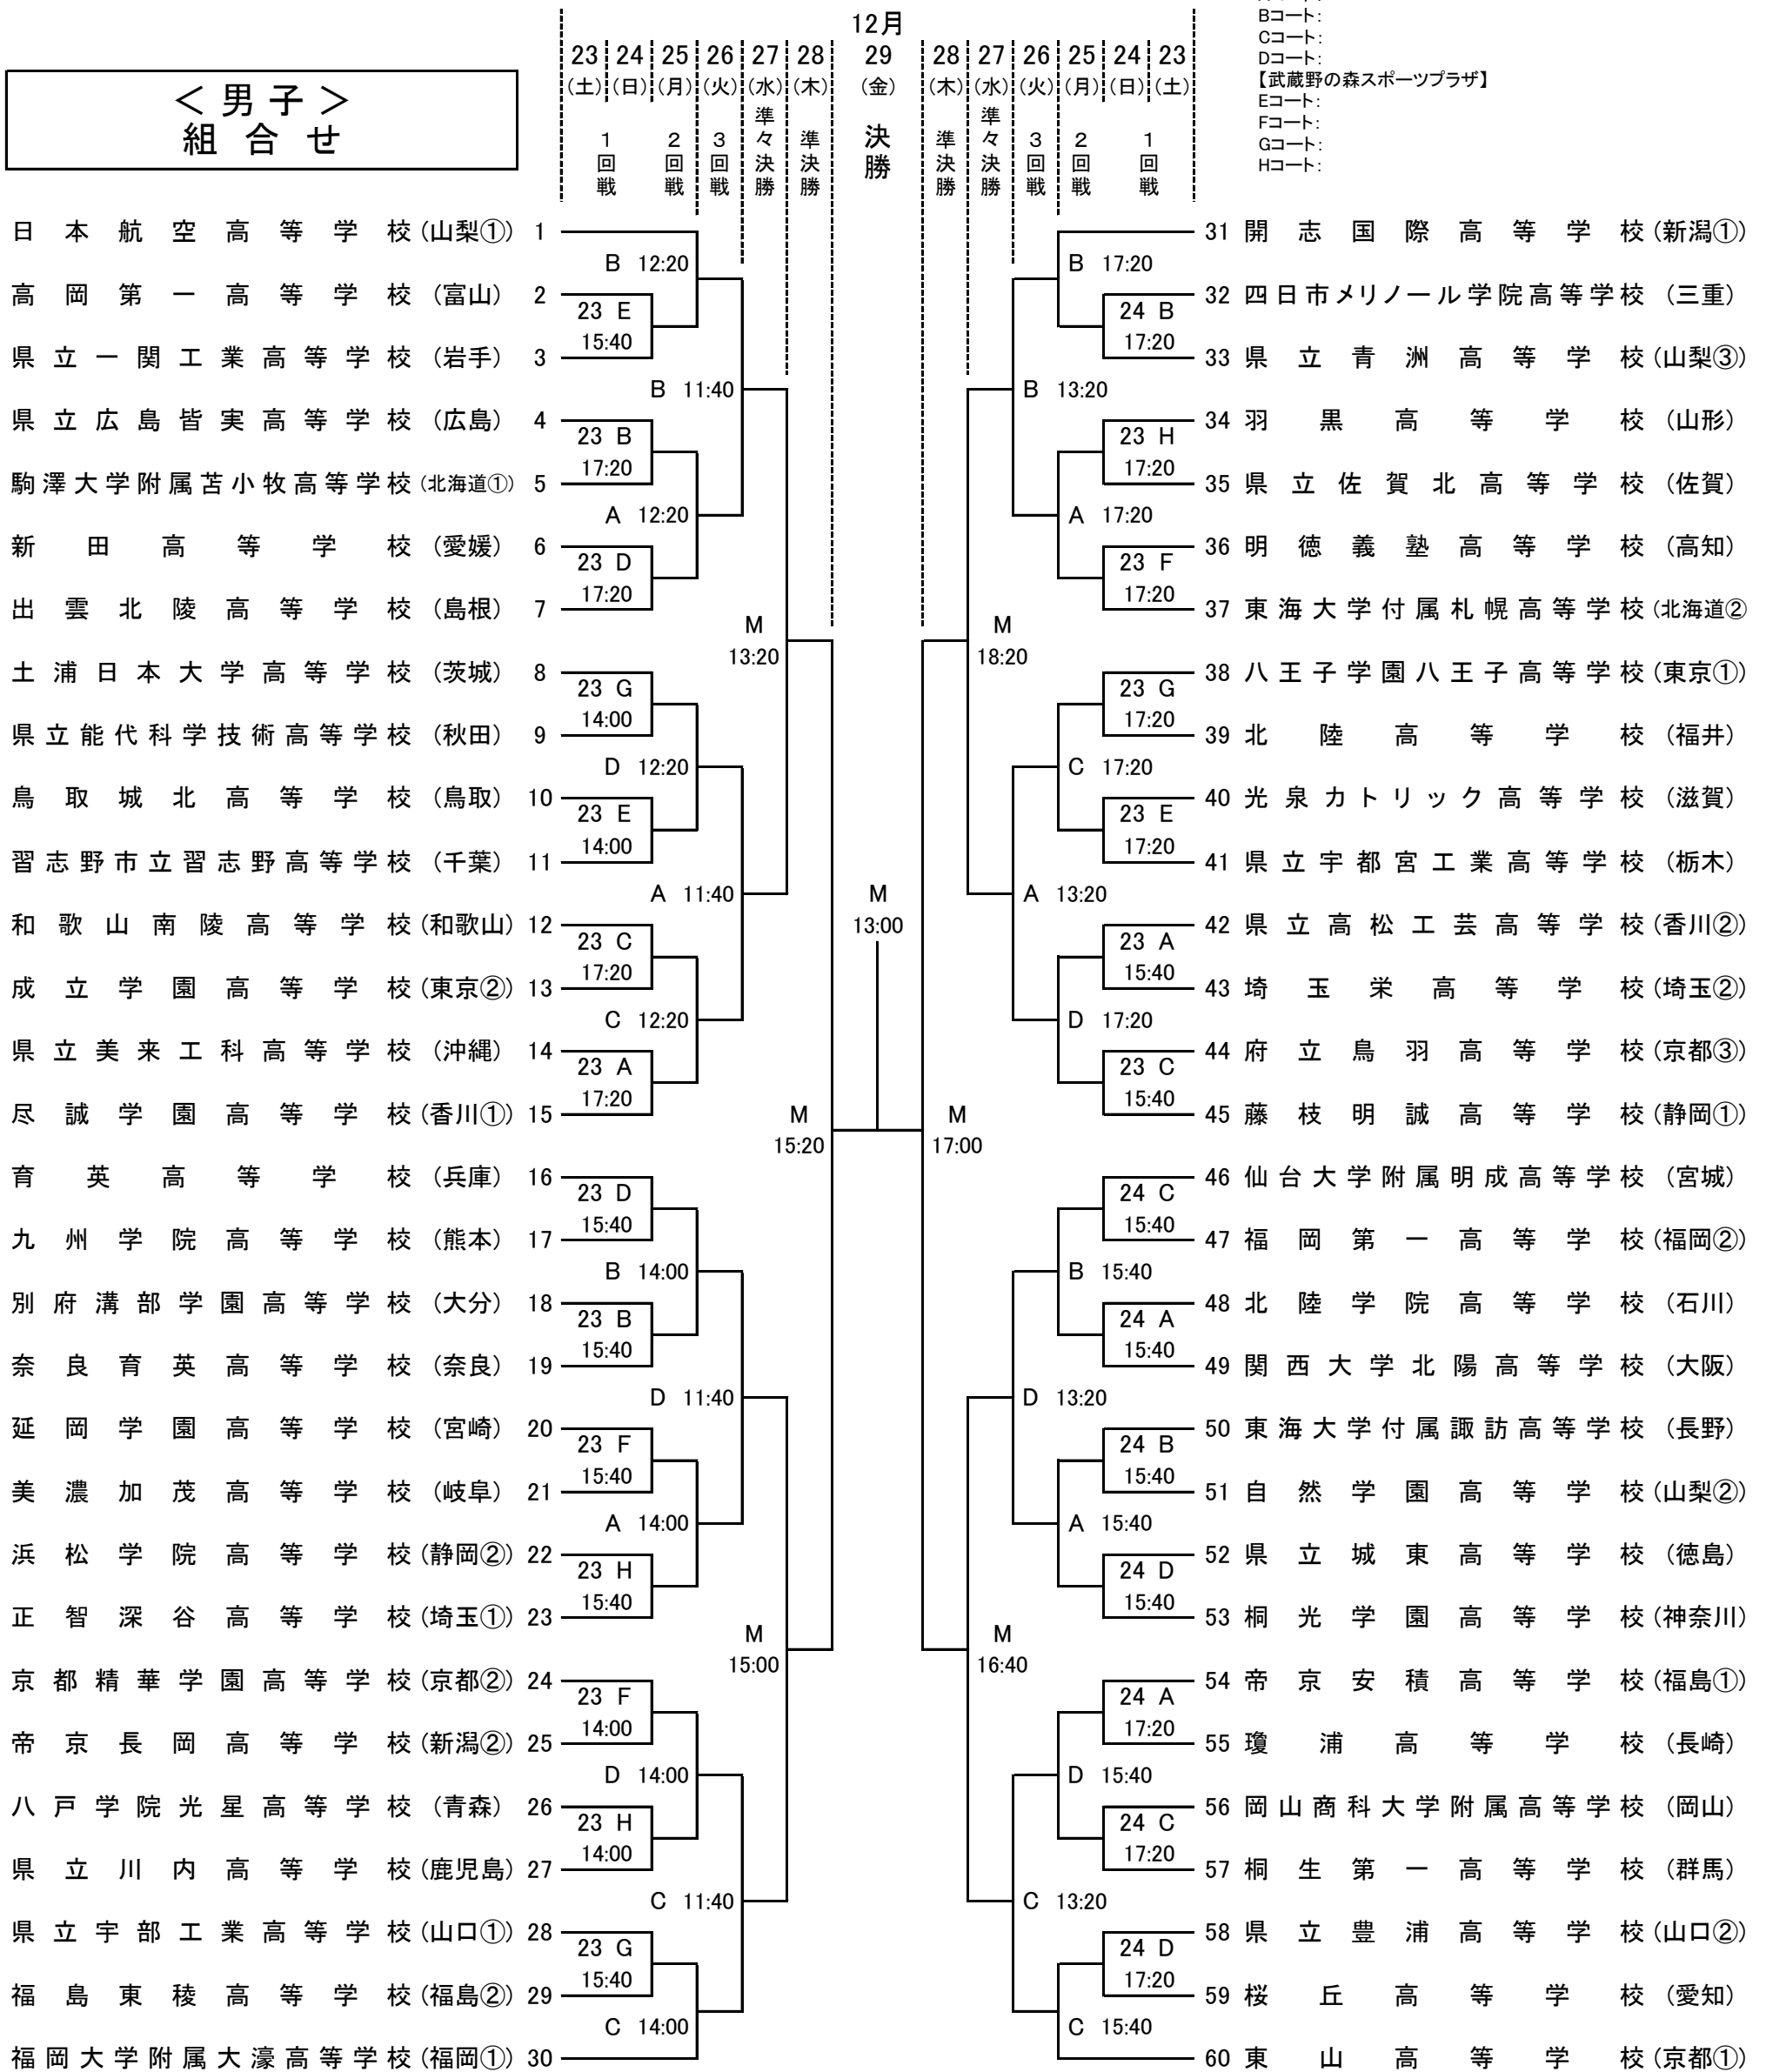 12月
23 24 25 26 27 28 29 28 27 26 25 24 23
(土) (日) (月) (火) (水) (木) (金) (木) (水) (火) (月) (日) (土)
1回戦 2回戦 3回戦 準々決勝 準決勝 決勝 準決勝 準々決勝 3回戦 2回戦 1回戦
Bコート:
Cコート:
Dコート:
【武蔵野の森スポーツプラザ】
Eコート:
Fコート:
Gコート:
Hコート:
<男子>
組合せ
日本航空高等学校(山梨①) 1
B 12:20
高岡第一高等学校(富山) 2
23 E
15:40
県立一関工業高等学校(岩手) 3
B 11:40
県立広島皆実高等学校(広島) 4
23 B
17:20
駒澤大学附属苫小牧高等学校(北海道①) 5
A 12:20
新田高等学校(愛媛) 6
23 D
17:20
出雲北陵高等学校(島根) 7
M
13:20
土浦日本大学高等学校(茨城) 8
23 G
14:00
県立能代科学技術高等学校(秋田) 9
D 12:20
鳥取城北高等学校(鳥取) 10
23 E
14:00
習志野市立習志野高等学校(千葉) 11
A 11:40
和歌山南陵高等学校(和歌山) 12
23 C
17:20
成立学園高等学校(東京②) 13
C 12:20
県立美来工科高等学校(沖縄) 14
23 A
17:20
尽誠学園高等学校(香川①) 15
M
15:20
育英高等学校(兵庫) 16
23 D
15:40
九州学院高等学校(熊本) 17
B 14:00
別府溝部学園高等学校(大分) 18
23 B
15:40
奈良育英高等学校(奈良) 19
D 11:40
延岡学園高等学校(宮崎) 20
23 F
15:40
美濃加茂高等学校(岐阜) 21
A 14:00
浜松学院高等学校(静岡②) 22
23 H
15:40
正智深谷高等学校(埼玉①) 23
M
15:00
京都精華学園高等学校(京都②) 24
23 F
14:00
帝京長岡高等学校(新潟②) 25
D 14:00
八戸学院光星高等学校(青森) 26
23 H
14:00
県立川内高等学校(鹿児島) 27
C 11:40
県立宇部工業高等学校(山口①) 28
23 G
15:40
福島東稜高等学校(福島②) 29
C 14:00
福岡大学附属大濠高等学校(福岡①) 30
M
13:00
31 開志国際高等学校(新潟①)
B 17:20
32 四日市メリノール学院高等学校(三重)
24 B
17:20
33 県立青洲高等学校(山梨③)
B 13:20
34 羽黒高等学校(山形)
23 H
17:20
35 県立佐賀北高等学校(佐賀)
A 17:20
36 明徳義塾高等学校(高知)
23 F
17:20
37 東海大学付属札幌高等学校(北海道②
M
18:20
38 八王子学園八王子高等学校(東京①)
23 G
17:20
39 北陸高等学校(福井)
C 17:20
40 光泉カトリック高等学校(滋賀)
23 E
17:20
41 県立宇都宮工業高等学校(栃木)
A 13:20
42 県立高松工芸高等学校(香川②)
23 A
15:40
43 埼玉栄高等学校(埼玉②)
D 17:20
44 府立鳥羽高等学校(京都③)
23 C
15:40
45 藤枝明誠高等学校(静岡①)
M
17:00
46 仙台大学附属明成高等学校(宮城)
24 C
15:40
47 福岡第一高等学校(福岡②)
B 15:40
48 北陸学院高等学校(石川)
24 A
15:40
49 関西大学北陽高等学校(大阪)
D 13:20
50 東海大学付属諏訪高等学校(長野)
24 B
15:40
51 自然学園高等学校(山梨②)
A 15:40
52 県立城東高等学校(徳島)
24 D
15:40
53 桐光学園高等学校(神奈川)
M
16:40
54 帝京安積高等学校(福島①)
24 A
17:20
55 瓊浦高等学校(長崎)
D 15:40
56 岡山商科大学附属高等学校(岡山)
24 C
17:20
57 桐生第一高等学校(群馬)
C 13:20
58 県立豊浦高等学校(山口②)
24 D
17:20
59 桜丘高等学校(愛知)
C 15:40
60 東山高等学校(京都①)